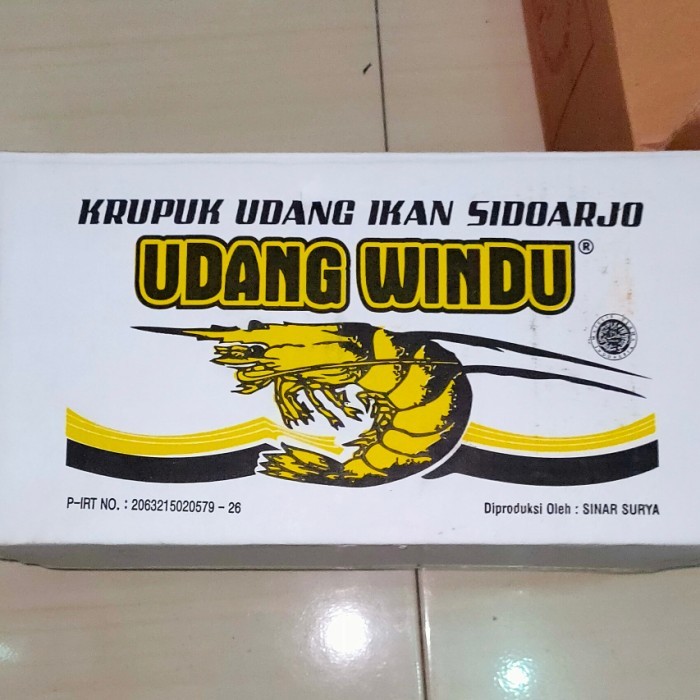 KRUPUK UDANG IKAN SIDOARJO
UDANG WINDU®
P-IRT NO. : 2063215020579 - 26
Diproduksi Oleh : SINAR SURYA